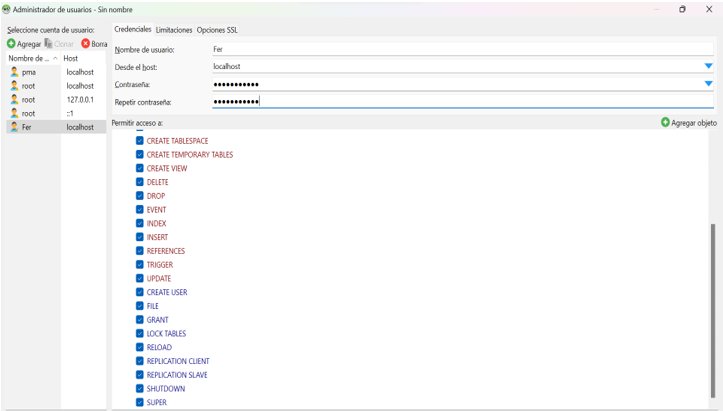 Administrador de usuarios - Sin nombre
Seleccione cuenta de usuario:
Agregar Clonar Borra
Nombre de ... Host
pma localhost
root localhost
root 127.0.0.1
root ::1
Fer localhost
Credenciales Limitaciones Opciones SSL
Nombre de usuario: Fer
Desde el host: localhost
Contraseña: ●●●●●●●●●●●
Repetir contraseña: ●●●●●●●●●●●
Permitir acceso a: Agregar objeto
CREATE TABLESPACE
CREATE TEMPORARY TABLES
CREATE VIEW
DELETE
DROP
EVENT
INDEX
INSERT
REFERENCES
TRIGGER
UPDATE
CREATE USER
FILE
GRANT
LOCK TABLES
RELOAD
REPLICATION CLIENT
REPLICATION SLAVE
SHUTDOWN
SUPER